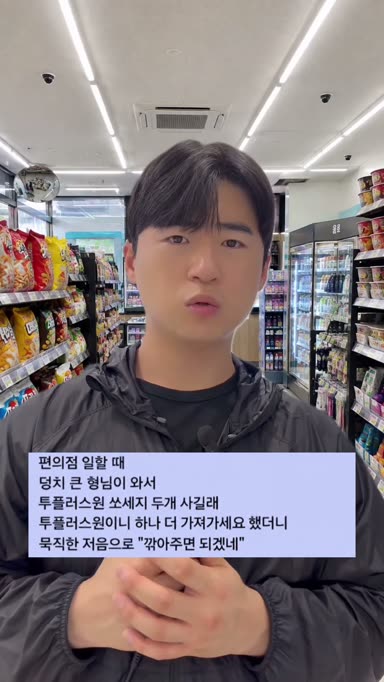 편의점 일할 때
덩치 큰 형님이 와서
투플러스원 쏘세지 두개 사길래
투플러스원이니 하나 더 가져가세요 했더니
묵직한 저음으로 "깎아주면 되겠네"